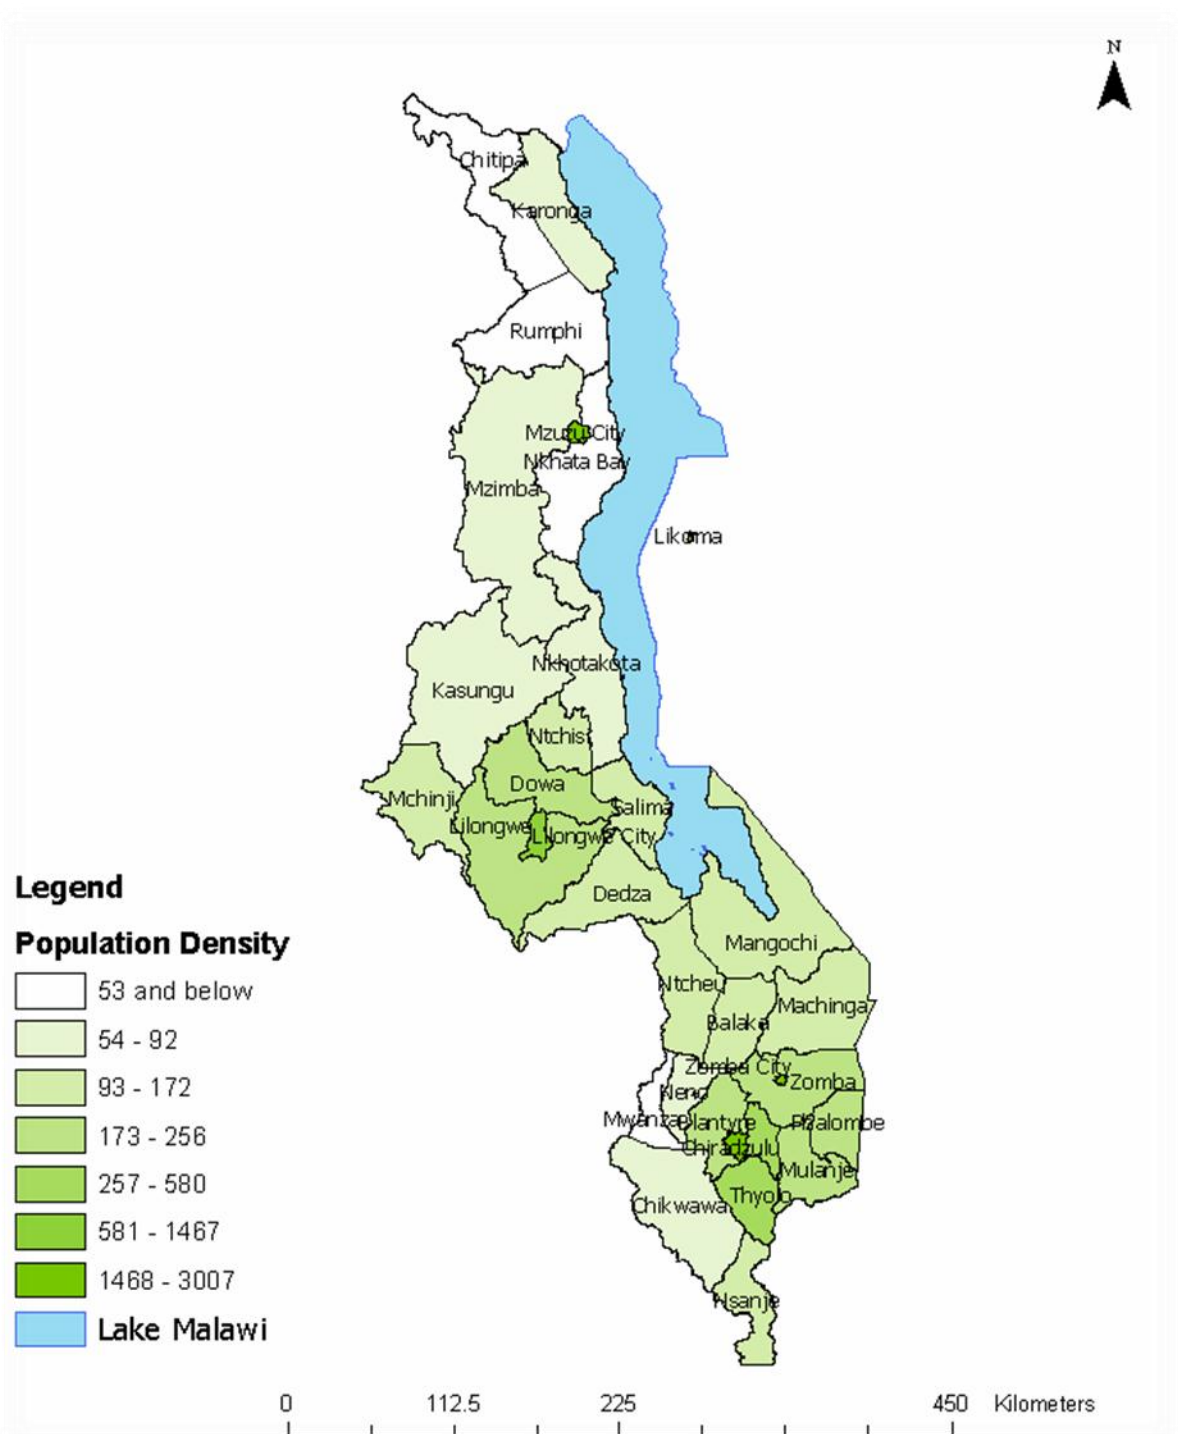 N
Chitipa
Karonga
Rumphi
Mzuzu City
Nkhata Bay
Mzimba
Likoma
Nkhotakota
Kasungu
Ntchisi
Dowa
Mchinji
Salima
Lilongwe
Lilongwe City
Dedza
Mangochi
Ntcheu
Machinga
Balaka
Zomba City
Zomba
Neno
Mwanza
Blantyre
Phalombe
Chiradzulu
Mulanje
Thyolo
Chikwawa
Nsanje
Legend
Population Density
53 and below
54 - 92
93 - 172
173 - 256
257 - 580
581 - 1467
1468 - 3007
Lake Malawi
0 112.5 225 450 Kilometers